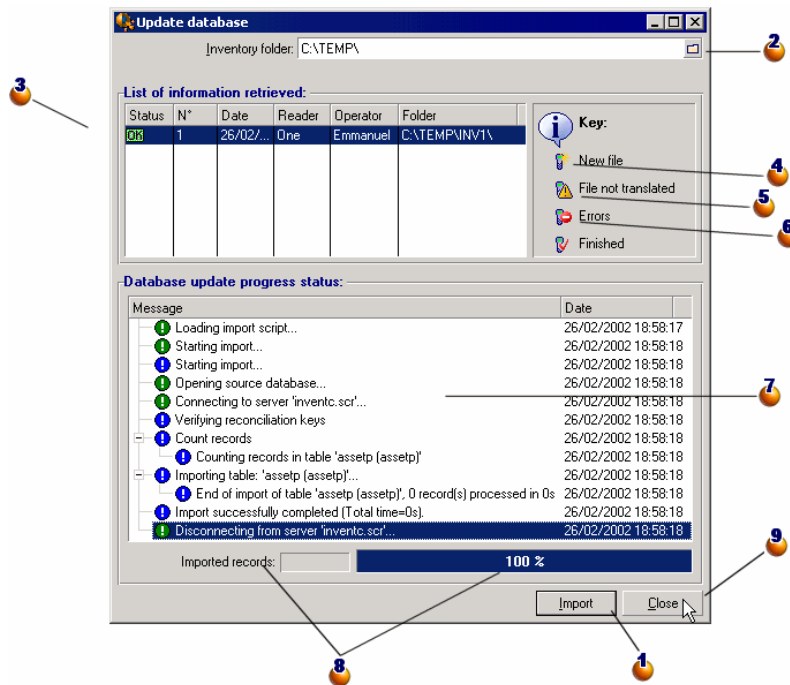 Update database
Inventory folder: C:\TEMP\
2
3
List of information retrieved:
Status N° Date Reader Operator Folder
OK 1 26/02/... One Emmanuel C:\TEMP\INV1\
Key:
New file
4
File not translated
5
Errors
6
Finished
Database update progress status:
Message Date
Loading import script... 26/02/2002 18:58:17
Starting import... 26/02/2002 18:58:18
Starting import... 26/02/2002 18:58:18
Opening source database... 26/02/2002 18:58:18
7
Connecting to server 'inventc.scr'... 26/02/2002 18:58:18
Verifying reconciliation keys 26/02/2002 18:58:18
Count records 26/02/2002 18:58:18
Counting records in table 'assetp (assetp)' 26/02/2002 18:58:18
Importing table: 'assetp (assetp)'... 26/02/2002 18:58:18
End of import of table 'assetp (assetp)', 0 record(s) processed in 0s 26/02/2002 18:58:18
Import successfully completed (Total time=0s). 26/02/2002 18:58:18
Disconnecting from server 'inventc.scr'... 26/02/2002 18:58:18
9
Imported records: 100 %
Import Close
8
1